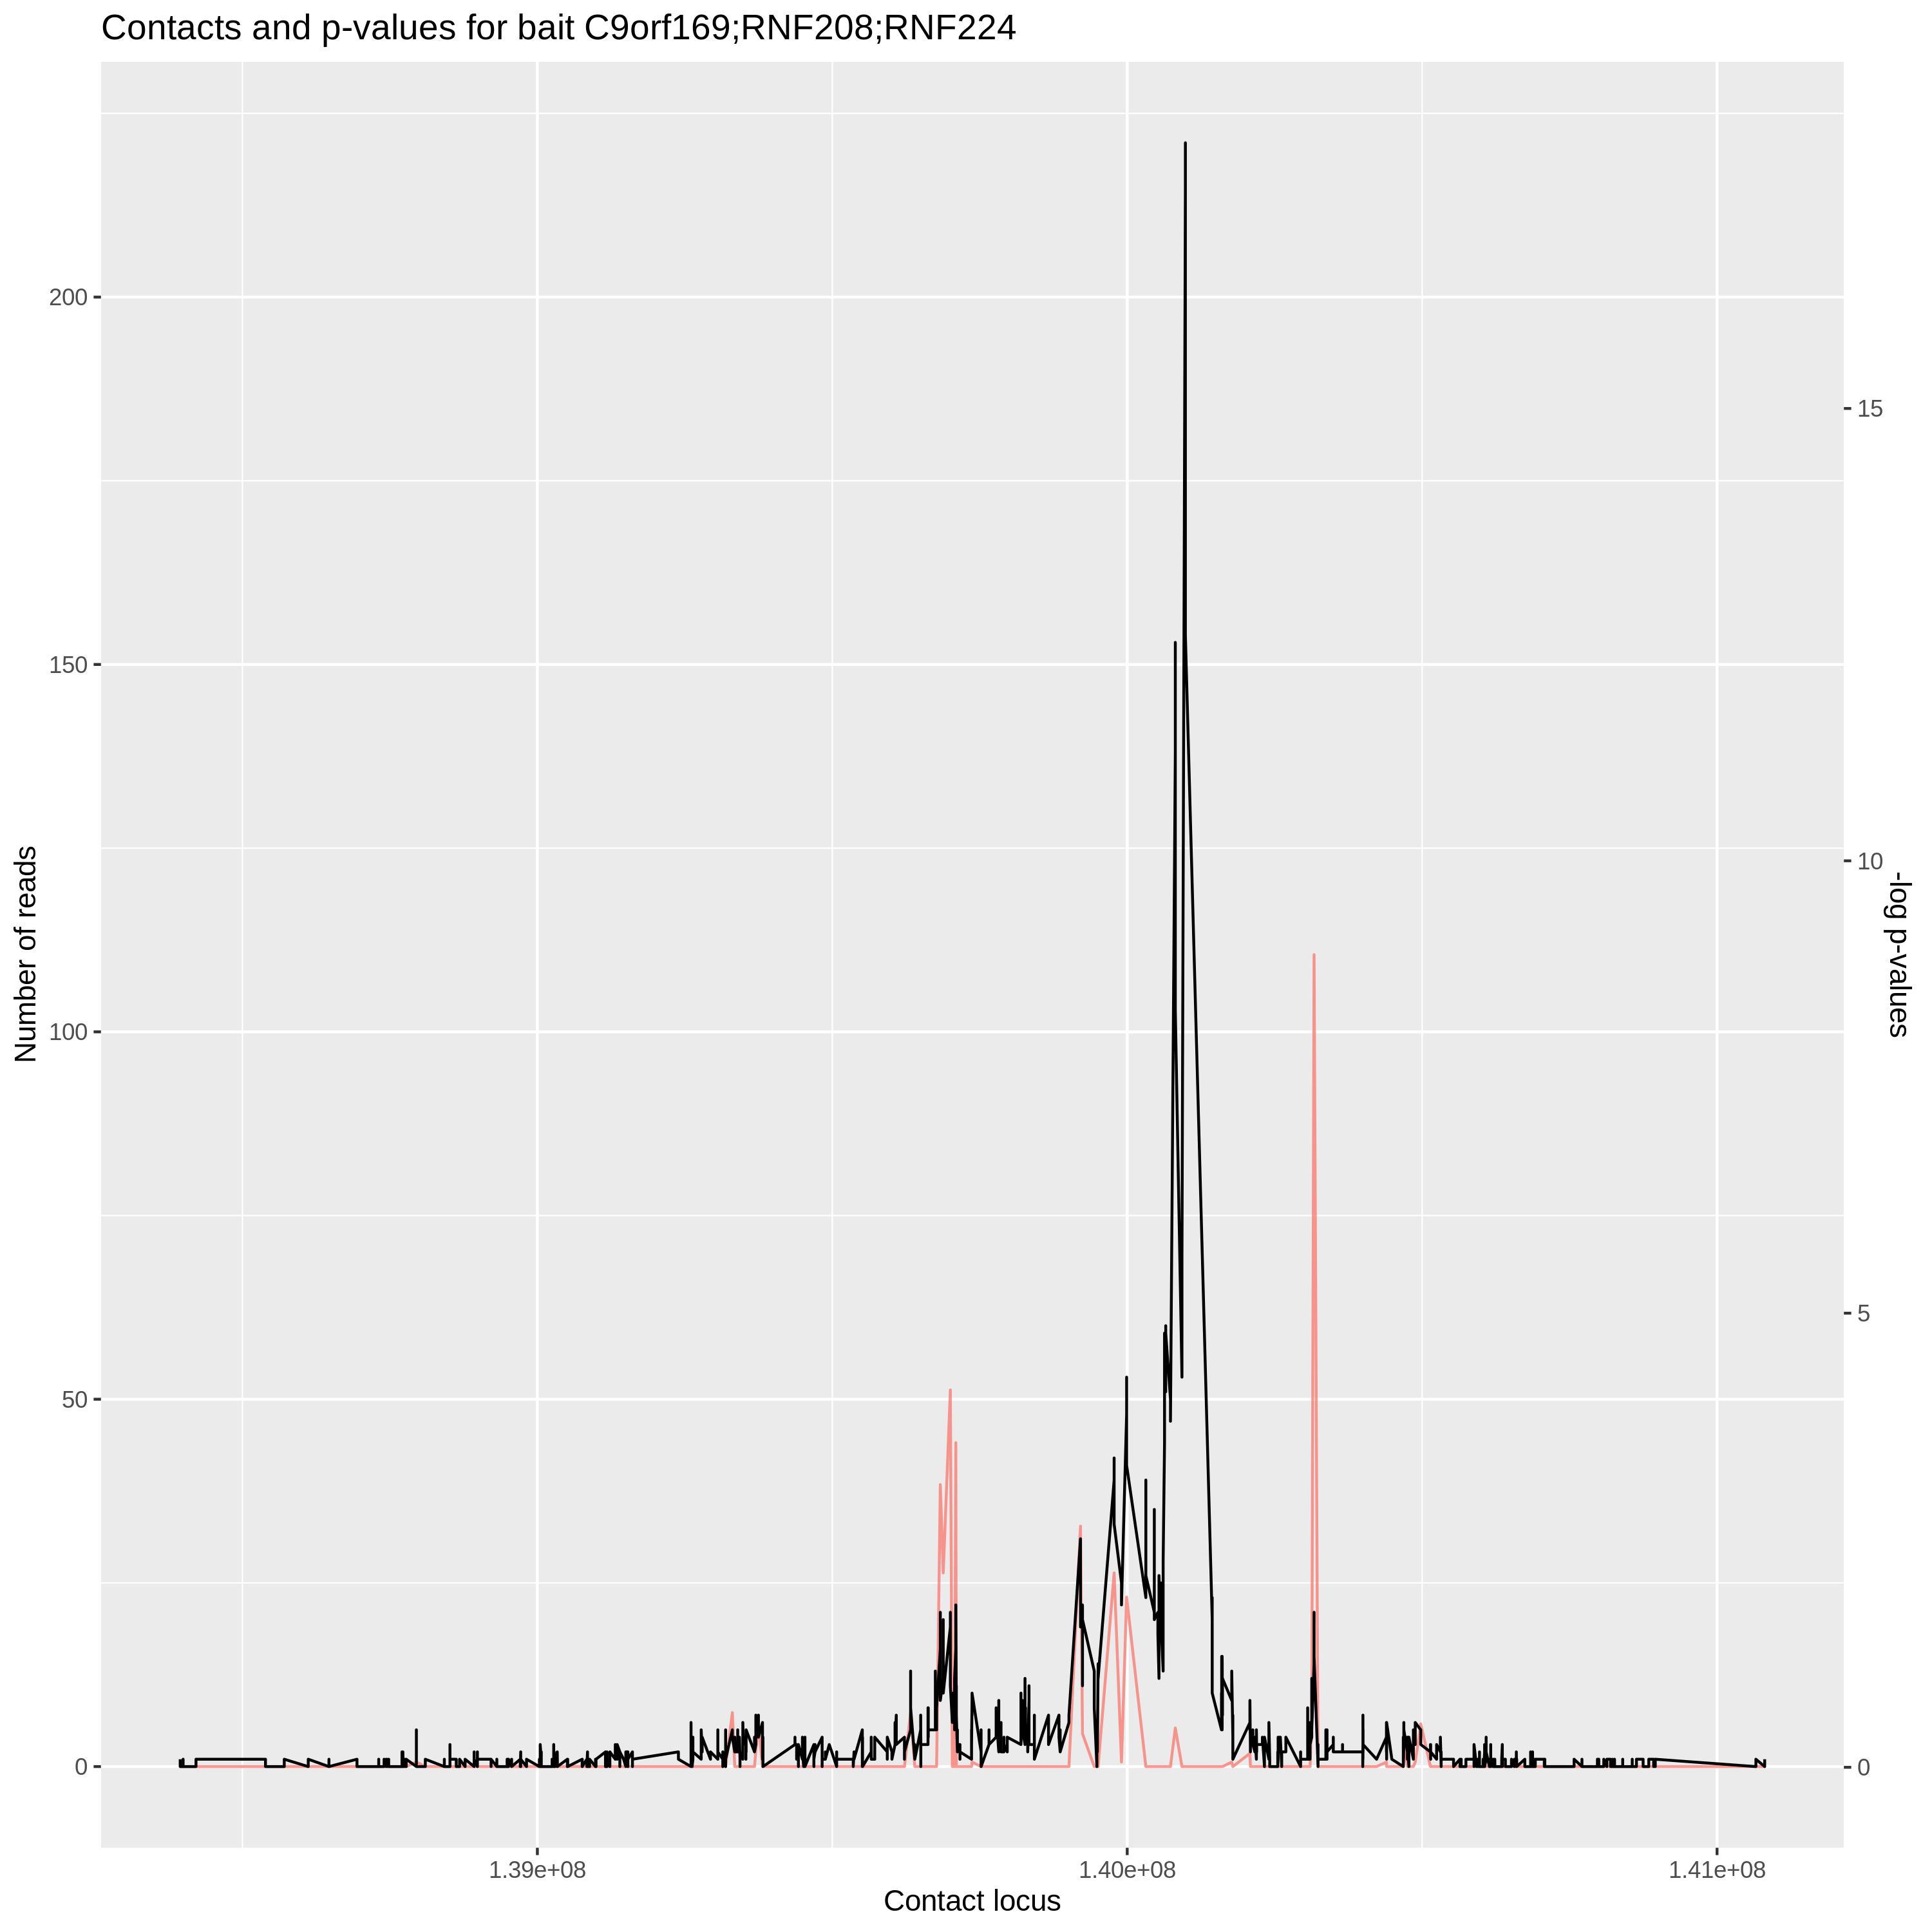 Contacts and p-values for bait C9orf169;RNF208;RNF224
200
150
100
50
0
Number of reads
15
10
5
0
-log p-values
1.39e+08
1.40e+08
1.41e+08
Contact locus